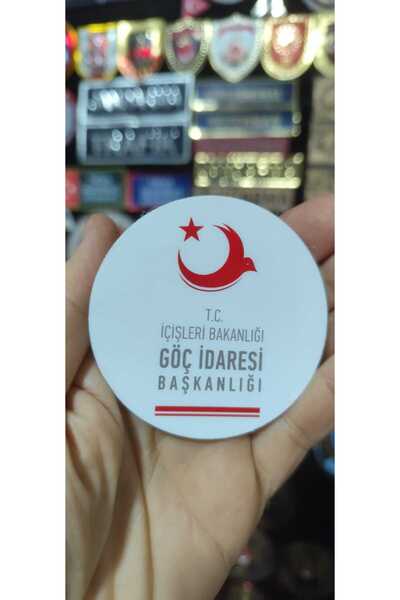 T.C.
İÇİŞLERİ BAKANLIĞI
GÖÇ İDARESİ
BAŞKANLIĞI